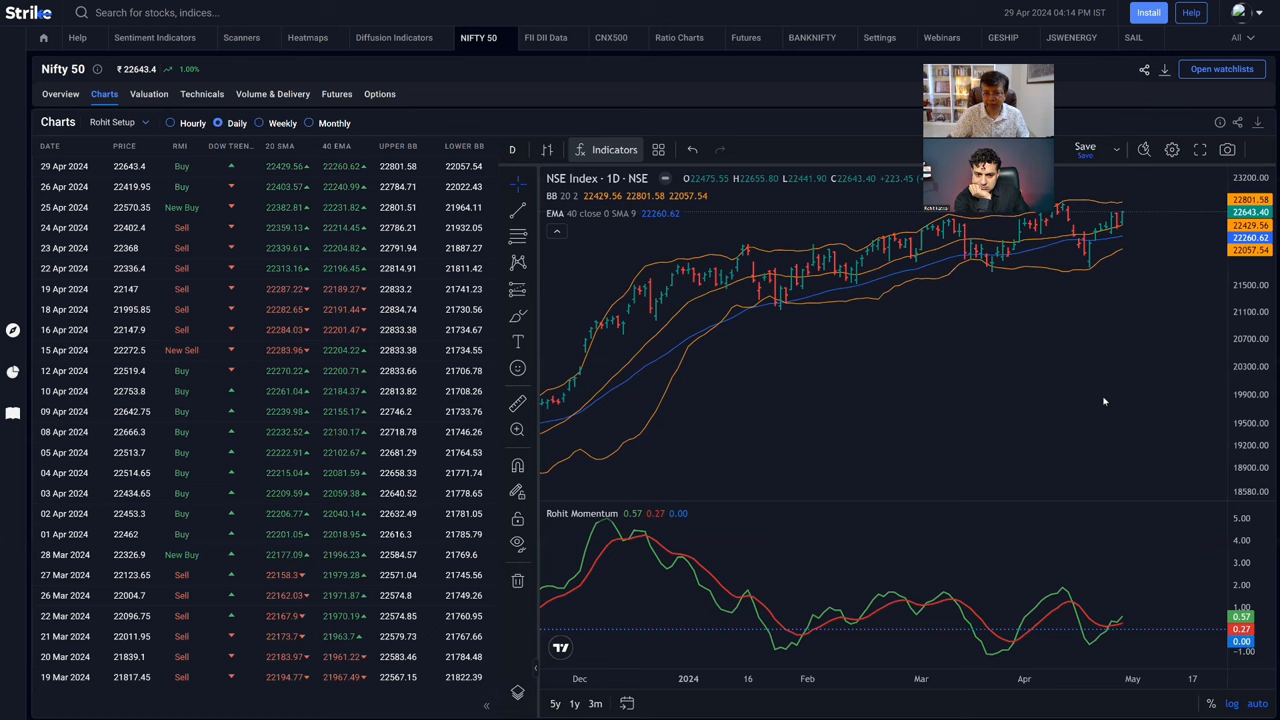 Strike
Search for stocks, indices...
29 Apr 2024 04:14 PM IST
Install
Help
Help Sentiment Indicators Scanners Heatmaps Diffusion Indicators NIFTY 50 FII DII Data CNX500 Ratio Charts Futures BANKNIFTY Settings Webinars GESHIP JSWENERGY SAIL All
Nifty 50 ₹ 22643.4 1.00%
Open watchlists
Overview Charts Valuation Technicals Volume & Delivery Futures Options
Charts Rohit Setup Hourly Daily Weekly Monthly
DATE PRICE RMI DOW TREN... 20 SMA 40 EMA UPPER BB LOWER BB
29 Apr 2024 22643.4 Buy 22429.56 22260.62 22801.58 22057.54
26 Apr 2024 22419.95 Buy 22403.57 22240.99 22784.71 22022.43
25 Apr 2024 22570.35 New Buy 22382.81 22231.82 22801.51 21964.11
24 Apr 2024 22402.4 Sell 22359.13 22214.45 22786.21 21932.05
23 Apr 2024 22368 Sell 22339.61 22204.82 22791.94 21887.27
22 Apr 2024 22336.4 Sell 22313.16 22196.45 22814.91 21811.42
19 Apr 2024 22147 Sell 22287.22 22189.27 22833.2 21741.23
18 Apr 2024 21995.85 Sell 22282.65 22191.44 22834.74 21730.56
16 Apr 2024 22147.9 Sell 22284.03 22201.47 22833.38 21734.67
15 Apr 2024 22272.5 New Sell 22283.96 22204.22 22833.38 21734.55
12 Apr 2024 22519.4 Buy 22270.22 22200.71 22833.66 21706.78
10 Apr 2024 22753.8 Buy 22261.04 22184.37 22813.82 21708.26
09 Apr 2024 22642.75 Buy 22239.98 22155.17 22746.2 21733.76
08 Apr 2024 22666.3 Buy 22232.52 22130.17 22718.78 21746.26
05 Apr 2024 22513.7 Buy 22222.91 22102.67 22681.29 21764.53
04 Apr 2024 22514.65 Buy 22215.04 22081.59 22658.33 21771.74
03 Apr 2024 22434.65 Buy 22209.59 22059.38 22640.52 21778.65
02 Apr 2024 22453.3 Buy 22206.77 22040.14 22632.49 21781.05
01 Apr 2024 22462 Buy 22201.05 22018.95 22616.3 21785.79
28 Mar 2024 22326.9 New Buy 22177.09 21996.23 22584.57 21769.6
27 Mar 2024 22123.65 Sell 22158.3 21979.28 22571.04 21745.56
26 Mar 2024 22004.7 Sell 22162.03 21971.87 22574.8 21749.26
22 Mar 2024 22096.75 Sell 22167.9 21970.19 22574.85 21760.95
21 Mar 2024 22011.95 Sell 22173.7 21963.7 22579.73 21767.66
20 Mar 2024 21839.1 Sell 22183.97 21961.22 22583.46 21784.48
19 Mar 2024 21817.45 Sell 22194.77 21967.49 22567.15 21822.39
D Indicators Save
Save
NSE Index · 1D · NSE O22475.55 H22655.80 L22441.90 C22643.40 +223.45
BB 20 2 22429.56 22801.58 22057.54
EMA 40 close 0 SMA 9 22260.62
23200.00
22801.58
22643.40
22429.56
22260.62
22057.54
21500.00
21100.00
20700.00
20300.00
19900.00
19500.00
19200.00
18900.00
18580.00
Rohit Momentum 0.57 0.27 0.00
5.00
4.00
3.00
2.00
1.00
0.57
0.27
0.00
−1.00
Dec 2024 16 Feb Mar Apr May 17
5y 1y 3m % log auto